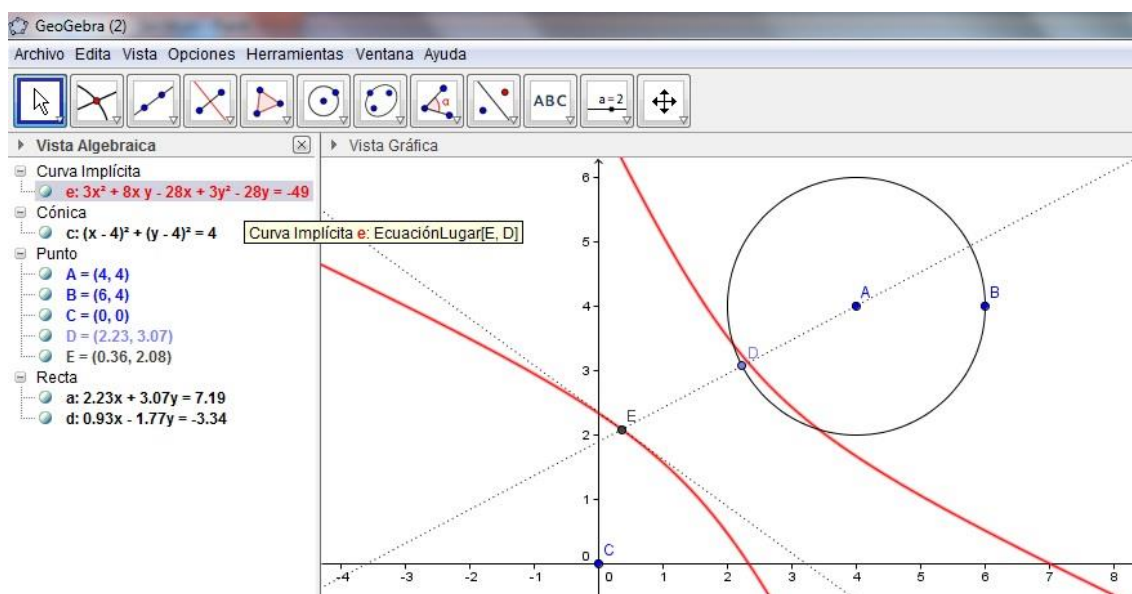 GeoGebra (2)
Archivo Edita Vista Opciones Herramientas Ventana Ayuda
α ABC a=2
Vista Algebraica
Vista Gráfica
Curva Implícita
e: 3x² + 8x y - 28x + 3y² - 28y = -49
Cónica
c: (x - 4)² + (y - 4)² = 4
Curva Implícita e: EcuaciónLugar[E, D]
Punto
A = (4, 4)
B = (6, 4)
C = (0, 0)
D = (2.23, 3.07)
E = (0.36, 2.08)
Recta
a: 2.23x + 3.07y = 7.19
d: 0.93x - 1.77y = -3.34
6
5
4
3
2
1
0
A
B
D
E
C
-4 -3 -2 -1 0 1 2 3 4 5 6 7 8